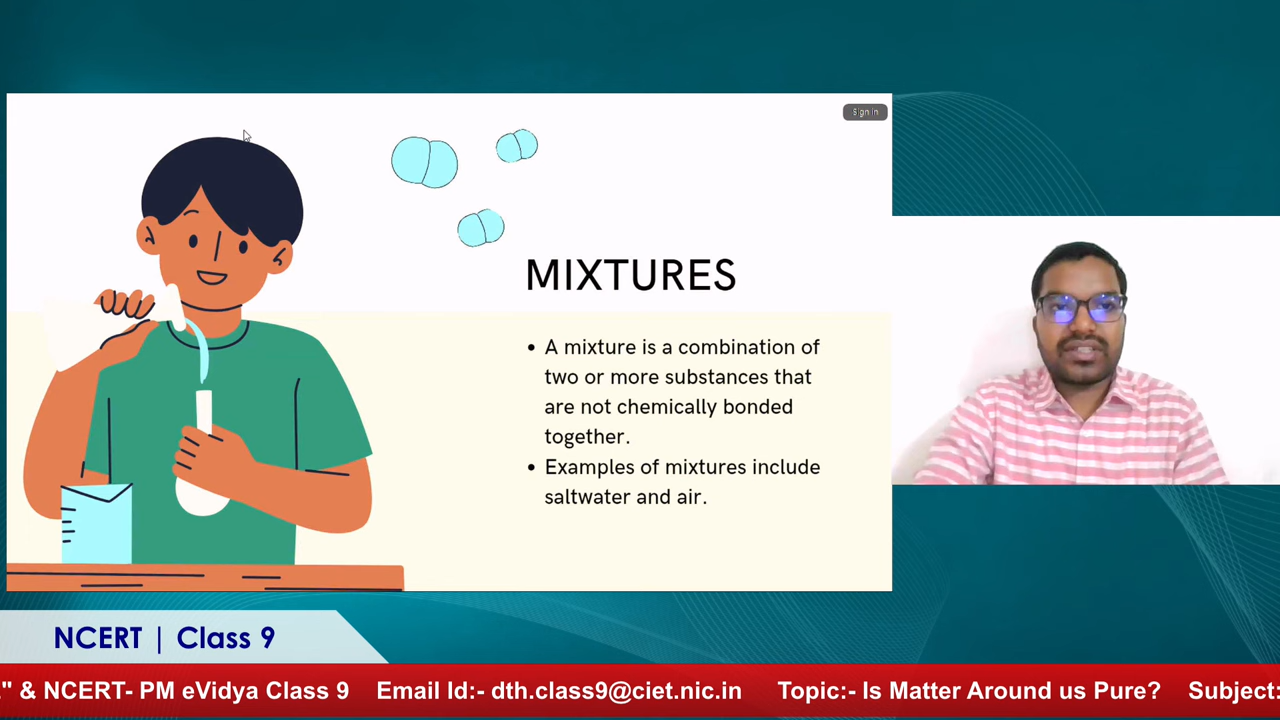 Sign in
MIXTURES
• A mixture is a combination of
two or more substances that
are not chemically bonded
together.
• Examples of mixtures include
saltwater and air.
NCERT | Class 9
" & NCERT- PM eVidya Class 9 Email Id:- dth.class9@ciet.nic.in Topic:- Is Matter Around us Pure? Subject: